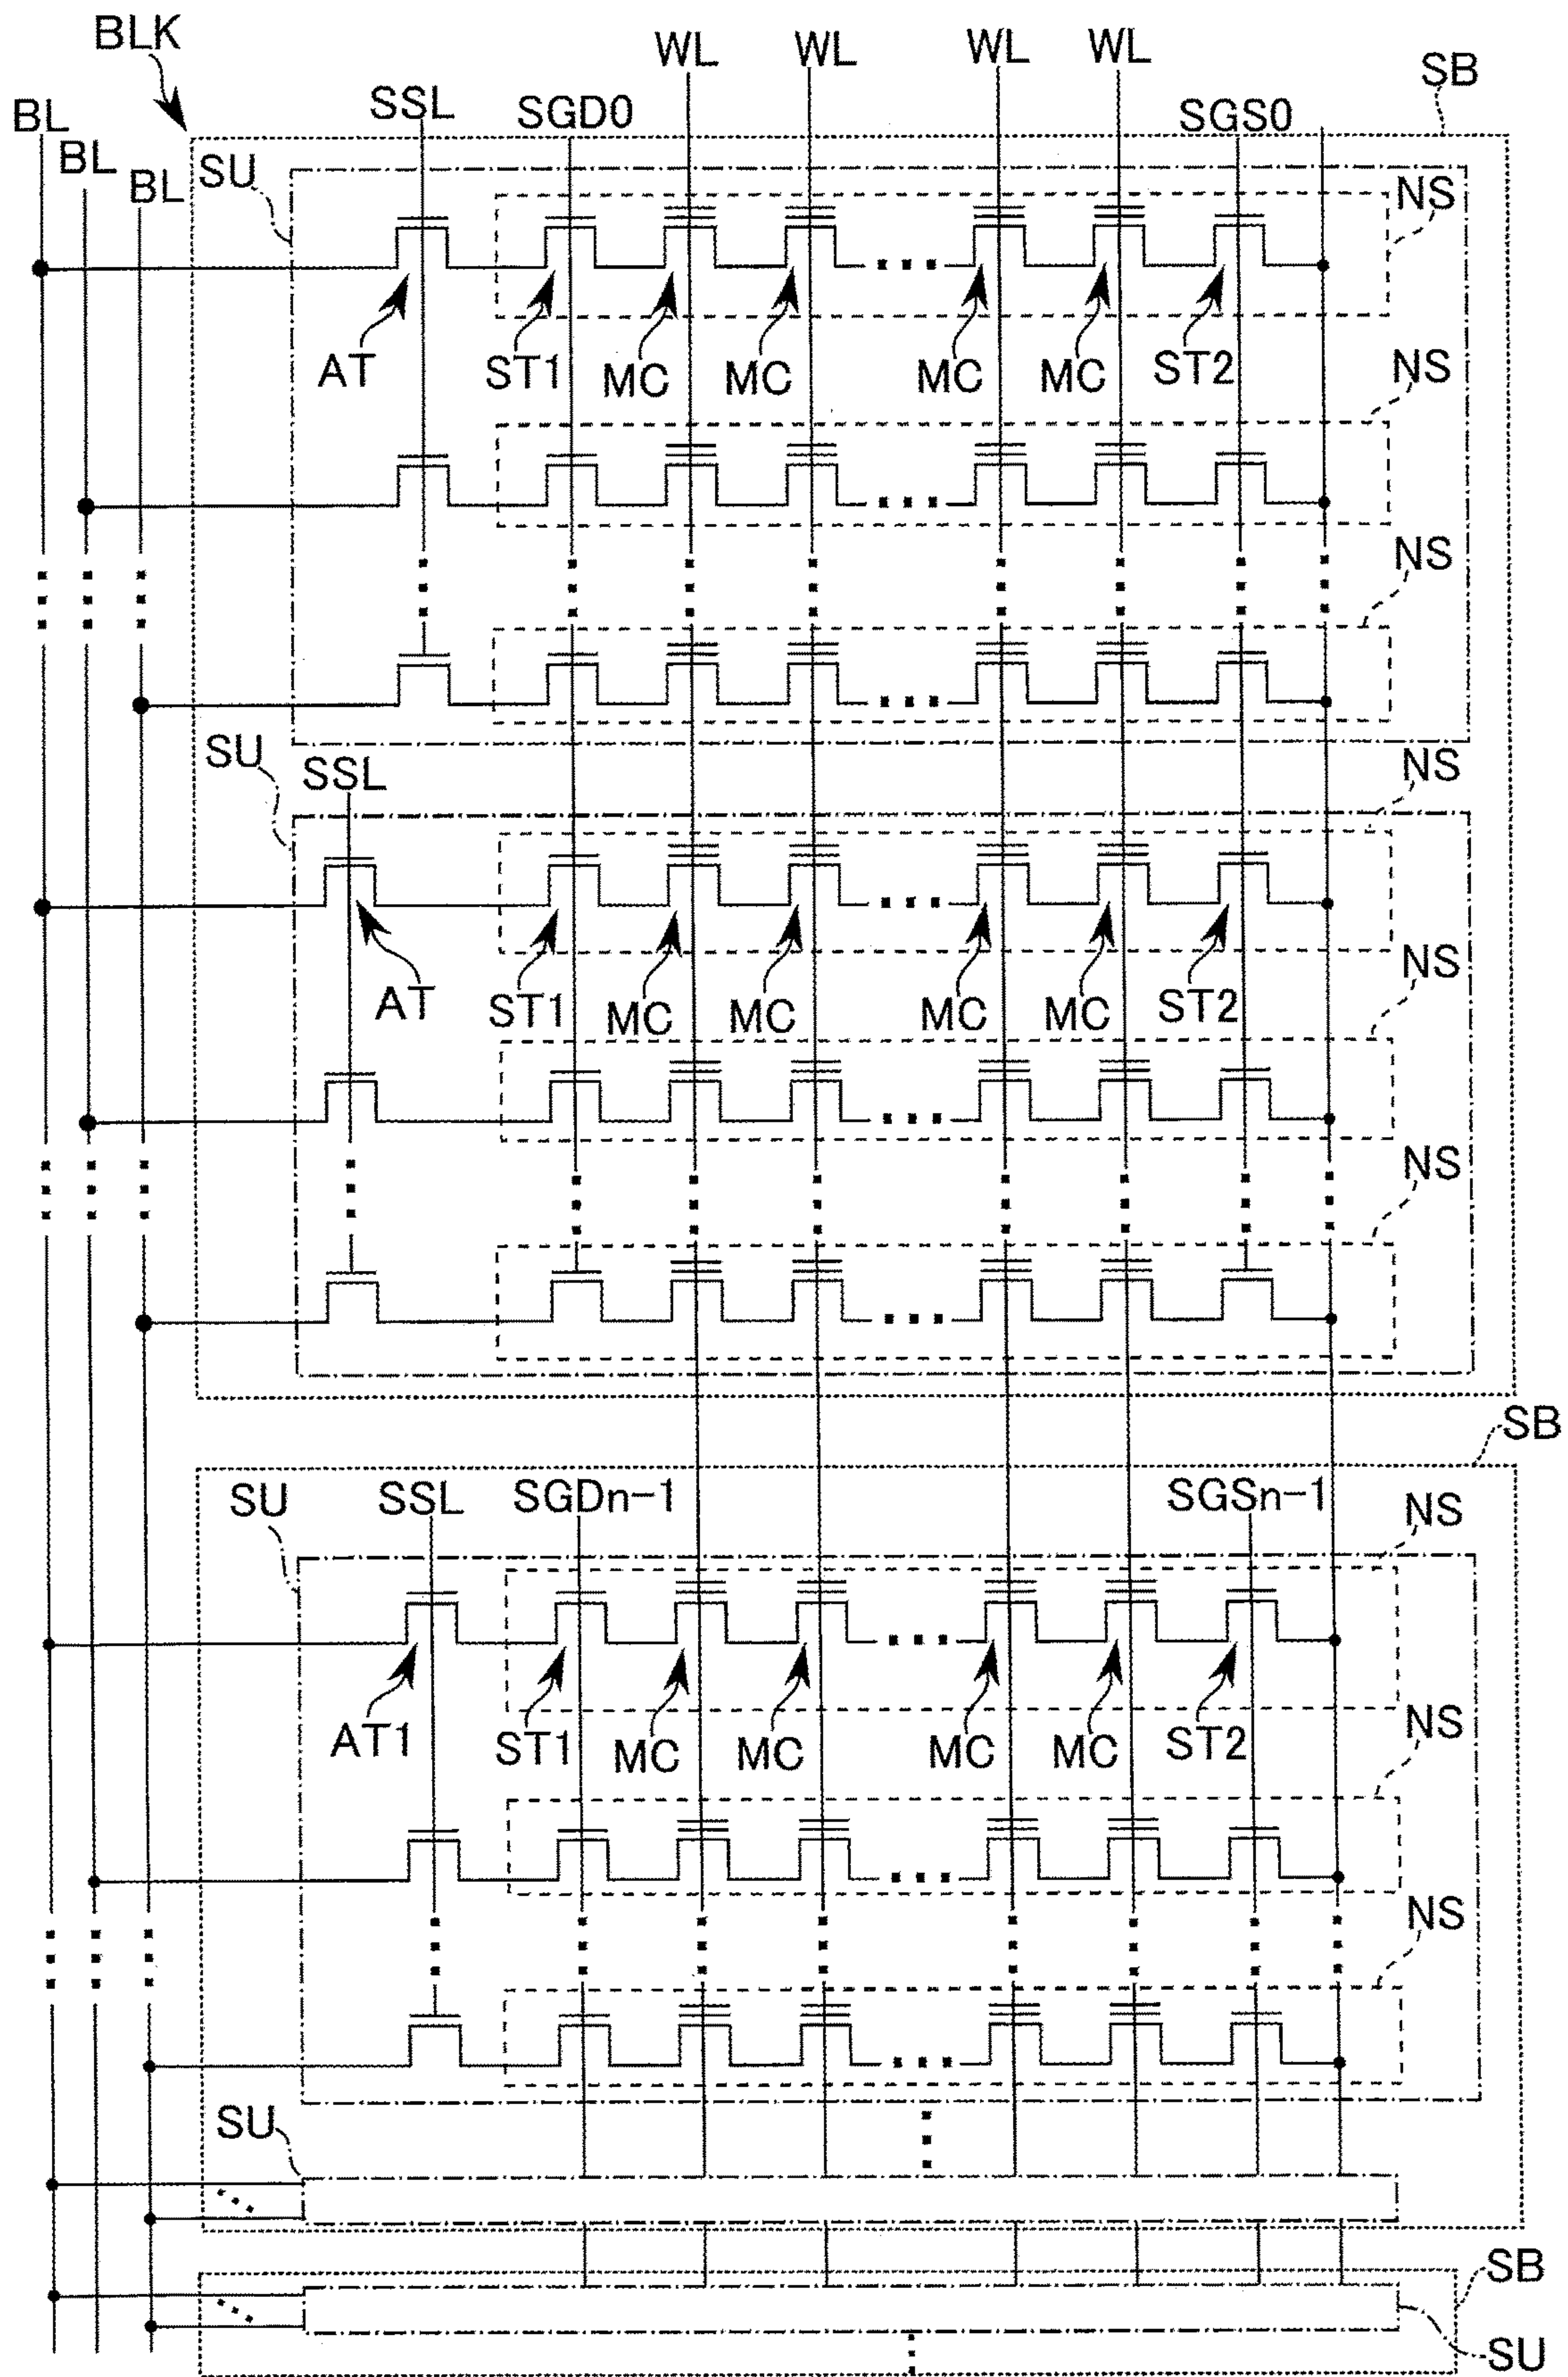 BLK
WL WL WL WL
SB
SSL SGD0 SGS0
BL
BL
BL
SU
NS
AT ST1 MC MC MC MC ST2
NS
NS
SU
SSL
NS
AT ST1 MC MC MC MC ST2
NS
NS
SB
SU SSL SGDn-1 SGSn-1 NS
AT1 ST1 MC MC MC MC ST2
NS
NS
SU
SB
SU